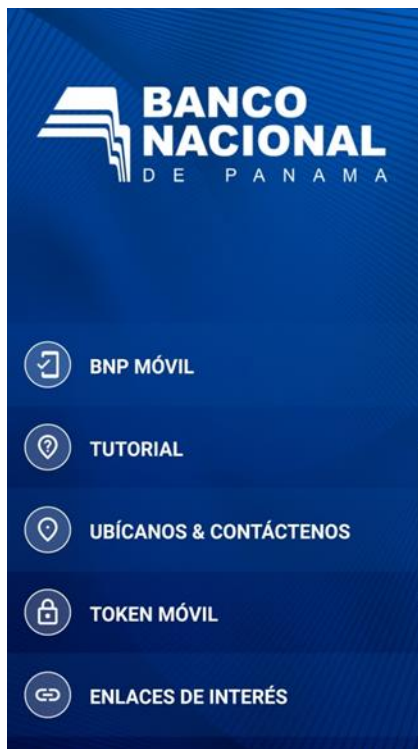 BANCO
NACIONAL
DE PANAMA
BNP MÓVIL
TUTORIAL
UBÍCANOS & CONTÁCTENOS
TOKEN MÓVIL
ENLACES DE INTERÉS